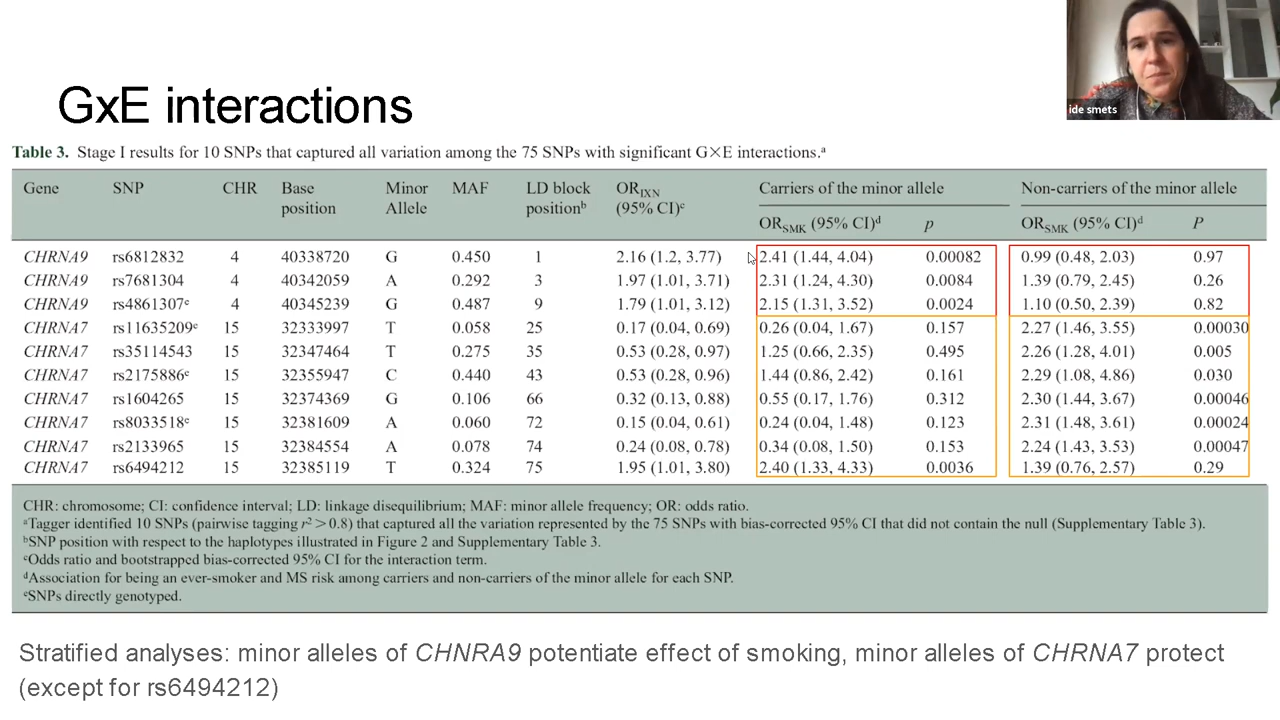 ide smets
GxE interactions
Table 3. Stage I results for 10 SNPs that captured all variation among the 75 SNPs with significant G×E interactions.ᵃ
Gene SNP CHR Base position Minor Allele MAF LD block positionᵇ OR_IXN (95% CI)ᶜ Carriers of the minor allele Non-carriers of the minor allele
OR_SMK (95% CI)ᵈ p OR_SMK (95% CI)ᵈ P
CHRNA9 rs6812832 4 40338720 G 0.450 1 2.16 (1.2, 3.77) 2.41 (1.44, 4.04) 0.00082 0.99 (0.48, 2.03) 0.97
CHRNA9 rs7681304 4 40342059 A 0.292 3 1.97 (1.01, 3.71) 2.31 (1.24, 4.30) 0.0084 1.39 (0.79, 2.45) 0.26
CHRNA9 rs4861307ᵉ 4 40345239 G 0.487 9 1.79 (1.01, 3.12) 2.15 (1.31, 3.52) 0.0024 1.10 (0.50, 2.39) 0.82
CHRNA7 rs11635209ᵉ 15 32333997 T 0.058 25 0.17 (0.04, 0.69) 0.26 (0.04, 1.67) 0.157 2.27 (1.46, 3.55) 0.00030
CHRNA7 rs35114543 15 32347464 T 0.275 35 0.53 (0.28, 0.97) 1.25 (0.66, 2.35) 0.495 2.26 (1.28, 4.01) 0.005
CHRNA7 rs2175886ᵉ 15 32355947 C 0.440 43 0.53 (0.28, 0.96) 1.44 (0.86, 2.42) 0.161 2.29 (1.08, 4.86) 0.030
CHRNA7 rs1604265 15 32374369 G 0.106 66 0.32 (0.13, 0.88) 0.55 (0.17, 1.76) 0.312 2.30 (1.44, 3.67) 0.00046
CHRNA7 rs8033518ᵉ 15 32381609 A 0.060 72 0.15 (0.04, 0.61) 0.24 (0.04, 1.48) 0.123 2.31 (1.48, 3.61) 0.00024
CHRNA7 rs2133965 15 32384554 A 0.078 74 0.24 (0.08, 0.78) 0.34 (0.08, 1.50) 0.153 2.24 (1.43, 3.53) 0.00047
CHRNA7 rs6494212 15 32385119 T 0.324 75 1.95 (1.01, 3.80) 2.40 (1.33, 4.33) 0.0036 1.39 (0.76, 2.57) 0.29
CHR: chromosome; CI: confidence interval; LD: linkage disequilibrium; MAF: minor allele frequency; OR: odds ratio.
ᵃTagger identified 10 SNPs (pairwise tagging r² > 0.8) that captured all the variation represented by the 75 SNPs with bias-corrected 95% CI that did not contain the null (Supplementary Table 3).
ᵇSNP position with respect to the haplotypes illustrated in Figure 2 and Supplementary Table 3.
ᶜOdds ratio and bootstrapped bias-corrected 95% CI for the interaction term.
ᵈAssociation for being an ever-smoker and MS risk among carriers and non-carriers of the minor allele for each SNP.
ᵉSNPs directly genotyped.
Stratified analyses: minor alleles of CHNRA9 potentiate effect of smoking, minor alleles of CHRNA7 protect
(except for rs6494212)